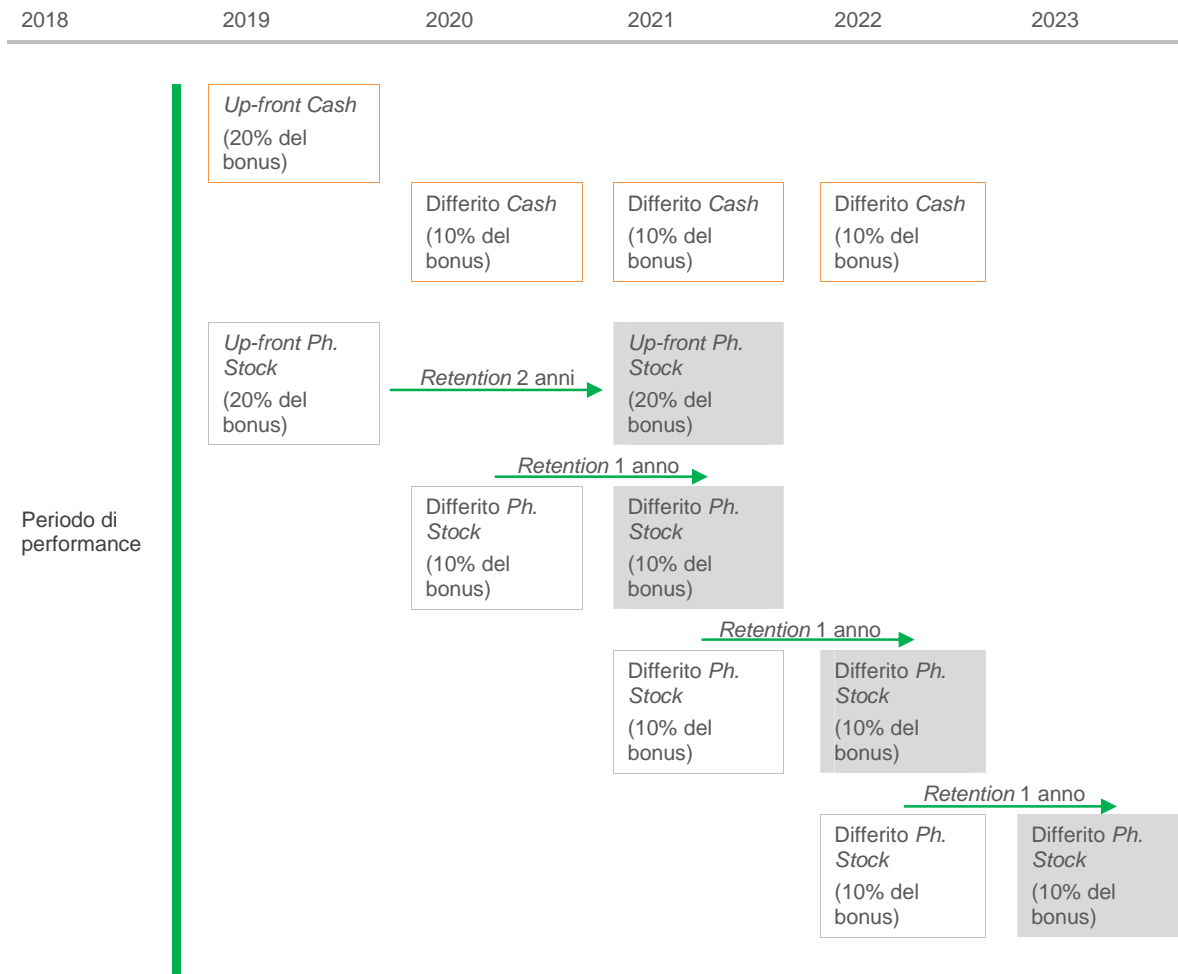 2018 2019 2020 2021 2022 2023
Up-front Cash
(20% del
bonus)
Differito Cash
(10% del
bonus)
Differito Cash
(10% del
bonus)
Differito Cash
(10% del
bonus)
Up-front Ph.
Stock
(20% del
bonus)
Retention 2 anni
Up-front Ph.
Stock
(20% del
bonus)
Retention 1 anno
Periodo di
performance
Differito Ph.
Stock
(10% del
bonus)
Differito Ph.
Stock
(10% del
bonus)
Retention 1 anno
Differito Ph.
Stock
(10% del
bonus)
Differito Ph.
Stock
(10% del
bonus)
Retention 1 anno
Differito Ph.
Stock
(10% del
bonus)
Differito Ph.
Stock
(10% del
bonus)